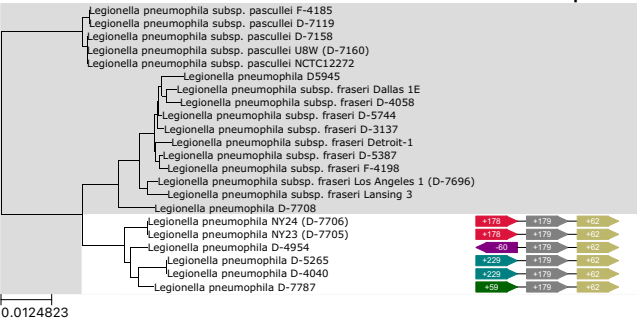 Legionella pneumophila subsp. pascullei F-4185
Legionella pneumophila subsp. pascullei D-7119
Legionella pneumophila subsp. pascullei D-7158
Legionella pneumophila subsp. pascullei U8W (D-7160)
Legionella pneumophila subsp. pascullei NCTC12272
Legionella pneumophila D5945
Legionella pneumophila subsp. fraseri Dallas 1E
Legionella pneumophila subsp. fraseri D-4058
Legionella pneumophila subsp. fraseri D-5744
Legionella pneumophila subsp. fraseri D-3137
Legionella pneumophila subsp. fraseri Detroit-1
Legionella pneumophila subsp. fraseri D-5387
Legionella pneumophila subsp. fraseri F-4198
Legionella pneumophila subsp. fraseri Los Angeles 1 (D-7696)
Legionella pneumophila subsp. fraseri Lansing 3
Legionella pneumophila D-7708
Legionella pneumophila NY24 (D-7706) +178 +179 +62
Legionella pneumophila NY23 (D-7705) +178 +179 +62
Legionella pneumophila D-4954 -60 +179 +62
Legionella pneumophila D-5265 +229 +179 +62
Legionella pneumophila D-4040 +229 +179 +62
Legionella pneumophila D-7787 +59 +179 +62
0.0124823